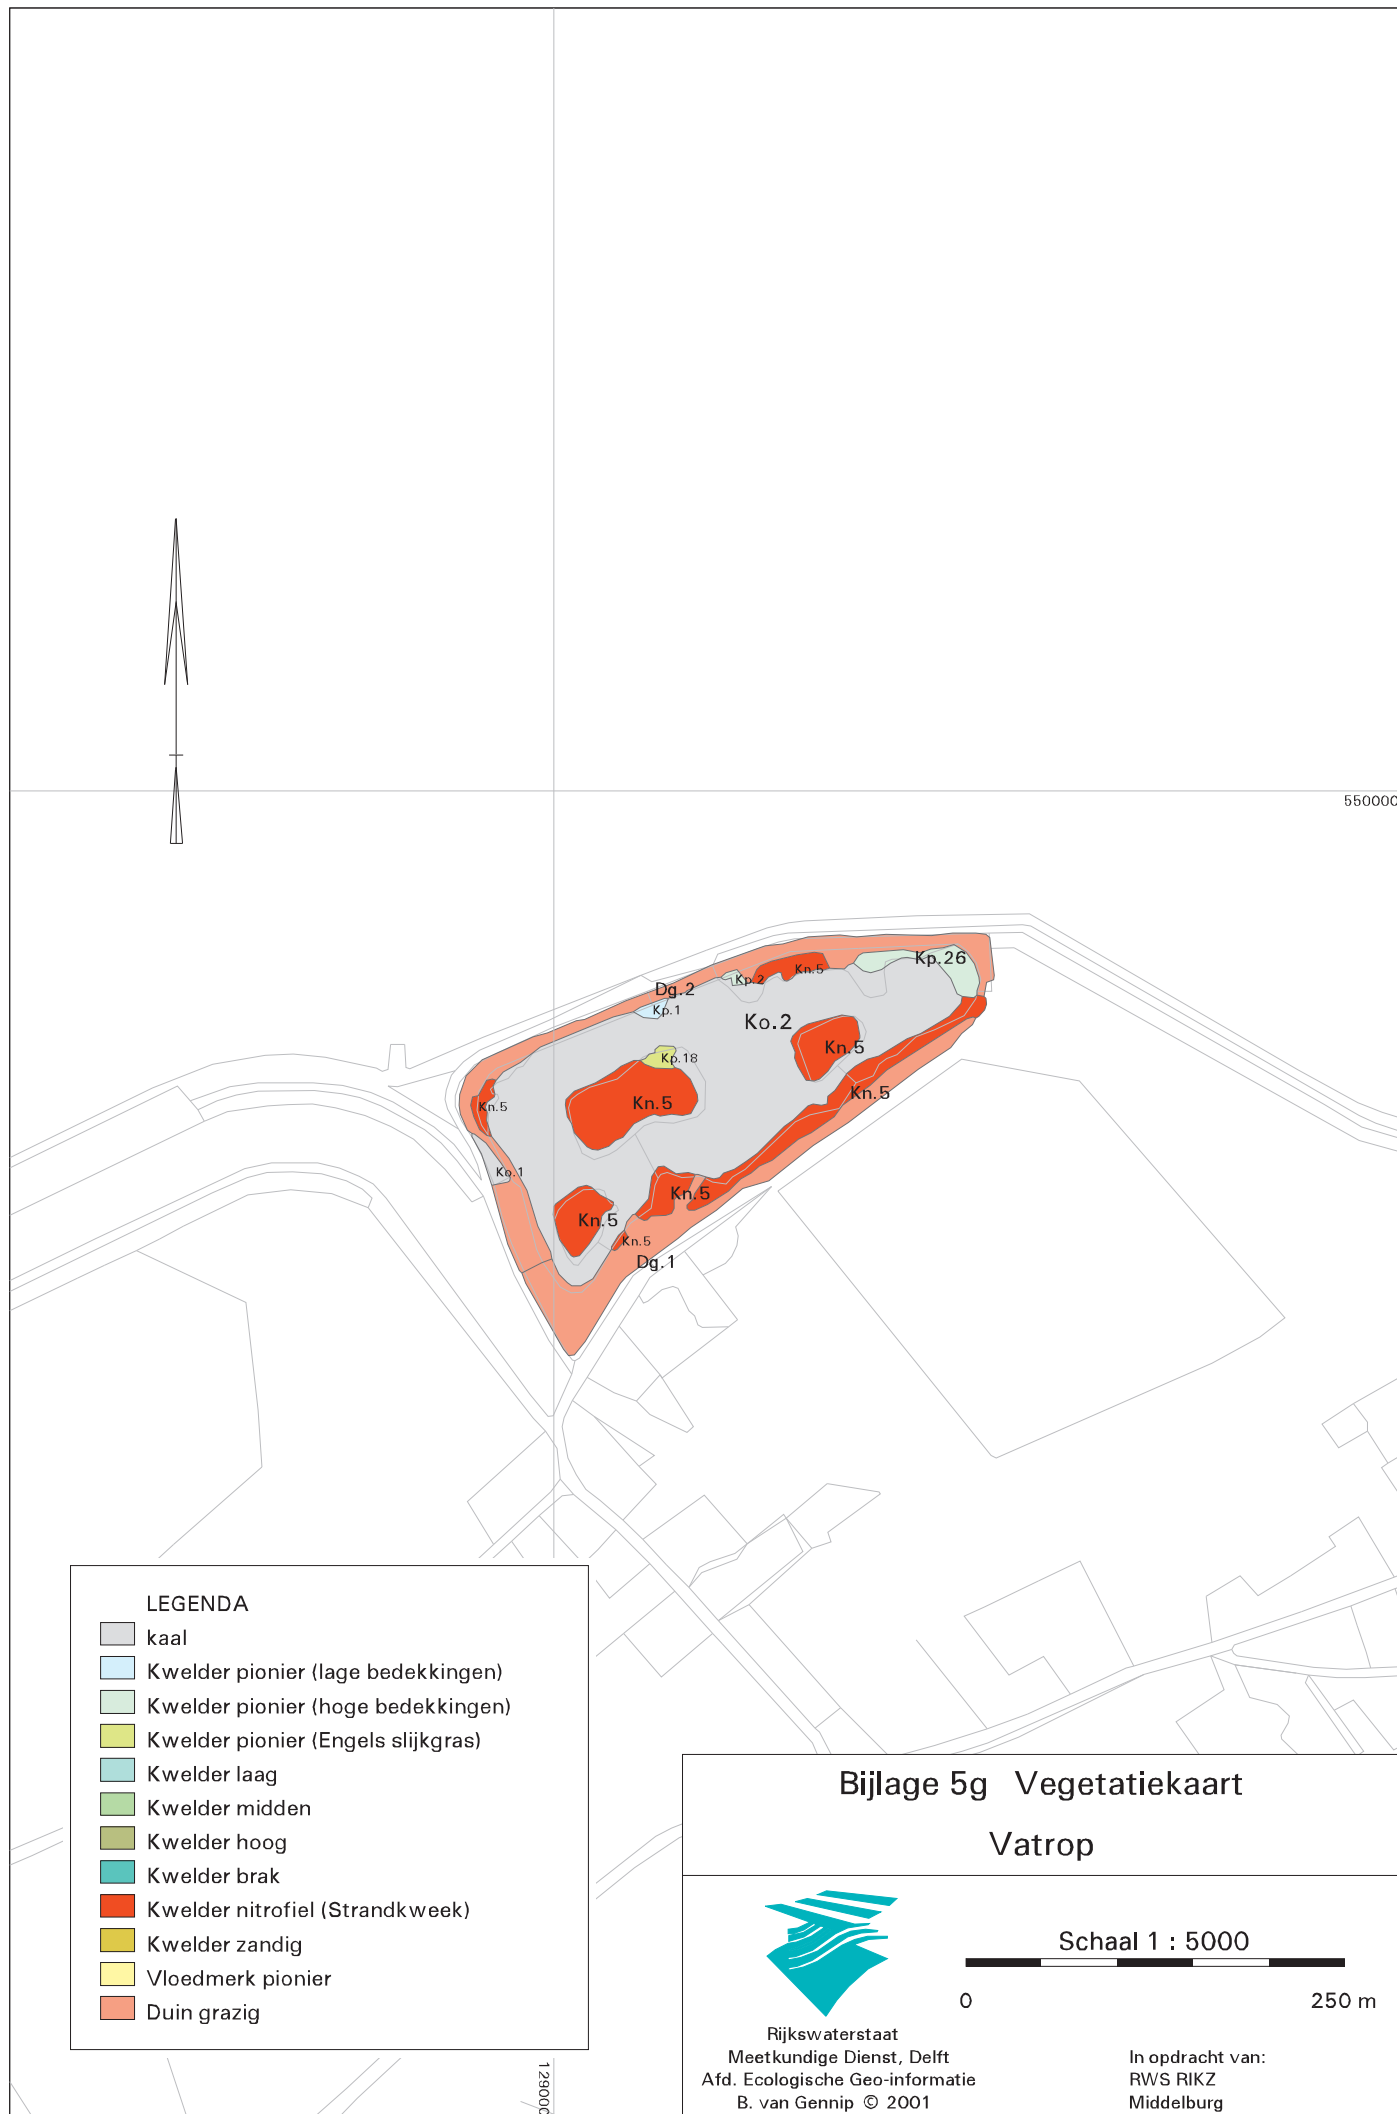 550000
Kp.26
Kp.2
Kn.5
Dg.2
Kp.1
Ko.2
Kn.5
Kp.18
Kn.5
Kn.5
Kn.5
Ko.1
Kn.5
Kn.5
Kn.5
Dg.1
LEGENDA
kaal
Kwelder pionier (lage bedekkingen)
Kwelder pionier (hoge bedekkingen)
Kwelder pionier (Engels slijkgras)
Kwelder laag
Kwelder midden
Kwelder hoog
Kwelder brak
Kwelder nitrofiel (Strandkweek)
Kwelder zandig
Vloedmerk pionier
Duin grazig
129000
Bijlage 5g Vegetatiekaart
Vatrop
Schaal 1 : 5000
0 250 m
Rijkswaterstaat
Meetkundige Dienst, Delft
Afd. Ecologische Geo-informatie
B. van Gennip © 2001
In opdracht van:
RWS RIKZ
Middelburg